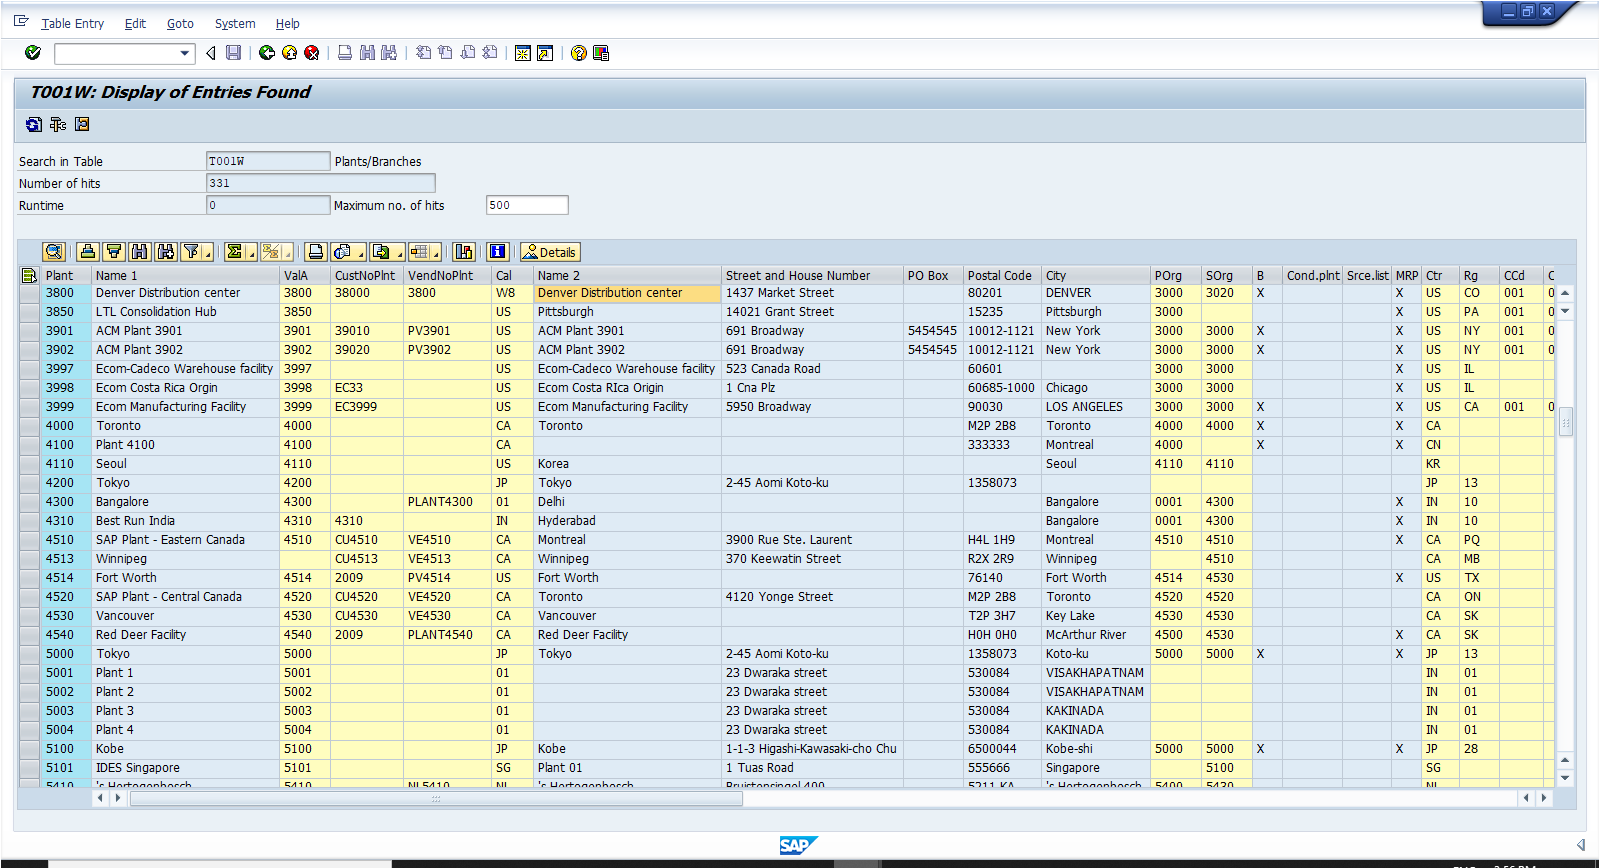 Table Entry Edit Goto System Help
T001W: Display of Entries Found
Search in Table T001W Plants/Branches
Number of hits 331
Runtime 0 Maximum no. of hits 500
Details
Plant Name 1 ValA CustNoPlnt VendNoPlnt Cal Name 2 Street and House Number PO Box Postal Code City POrg SOrg B Cond.plnt Srce.list MRP Ctr Rg CCd C
3800 Denver Distribution center 3800 38000 3800 W8 Denver Distribution center 1437 Market Street 80201 DENVER 3000 3020 X X US CO 001 0
3850 LTL Consolidation Hub 3850 US Pittsburgh 14021 Grant Street 15235 Pittsburgh 3000 X US PA 001 0
3901 ACM Plant 3901 3901 39010 PV3901 US ACM Plant 3901 691 Broadway 5454545 10012-1121 New York 3000 3000 X X US NY 001 0
3902 ACM Plant 3902 3902 39020 PV3902 US ACM Plant 3902 691 Broadway 5454545 10012-1121 New York 3000 3000 X X US NY 001 0
3997 Ecom-Cadeco Warehouse facility 3997 US Ecom-Cadeco Warehouse facility 523 Canada Road 60601 3000 3000 X X US IL
3998 Ecom Costa Rica Orgin 3998 EC33 US Ecom Costa RIca Origin 1 Cna Plz 60685-1000 Chicago 3000 3000 X X US IL
3999 Ecom Manufacturing Facility 3999 EC3999 US Ecom Manufacturing Facility 5950 Broadway 90030 LOS ANGELES 3000 3000 X X US CA 001 0
4000 Toronto 4000 CA Toronto M2P 2B8 Toronto 4000 4000 X X CA
4100 Plant 4100 4100 CA 333333 Montreal 4000 X X CN
4110 Seoul 4110 US Korea Seoul 4110 4110 KR
4200 Tokyo 4200 JP Tokyo 2-45 Aomi Koto-ku 1358073 JP 13
4300 Bangalore 4300 PLANT4300 01 Delhi Bangalore 0001 4300 X IN 10
4310 Best Run India 4310 4310 IN Hyderabad Bangalore 0001 4300 X IN 10
4510 SAP Plant - Eastern Canada 4510 CU4510 VE4510 CA Montreal 3900 Rue Ste. Laurent H4L 1H9 Montreal 4510 4510 X CA PQ
4513 Winnipeg CU4513 VE4513 CA Winnipeg 370 Keewatin Street R2X 2R9 Winnipeg 4510 CA MB
4514 Fort Worth 4514 2009 PV4514 US Fort Worth 76140 Fort Worth 4514 4530 X US TX
4520 SAP Plant - Central Canada 4520 CU4520 VE4520 CA Toronto 4120 Yonge Street M2P 2B8 Toronto 4520 4520 CA ON
4530 Vancouver 4530 CU4530 VE4530 CA Vancouver T2P 3H7 Key Lake 4530 4530 CA SK
4540 Red Deer Facility 4540 2009 PLANT4540 CA Red Deer Facility H0H 0H0 McArthur River 4500 4530 X CA SK
5000 Tokyo 5000 JP Tokyo 2-45 Aomi Koto-ku 1358073 Koto-ku 5000 5000 X X JP 13
5001 Plant 1 5001 01 23 Dwaraka street 530084 VISAKHAPATNAM IN 01
5002 Plant 2 5002 01 23 Dwaraka street 530084 VISAKHAPATNAM IN 01
5003 Plant 3 5003 01 23 Dwaraka street 530084 KAKINADA IN 01
5004 Plant 4 5004 01 23 Dwaraka street 530084 KAKINADA IN 01
5100 Kobe 5100 JP Kobe 1-1-3 Higashi-Kawasaki-cho Chu 6500044 Kobe-shi 5000 5000 X X JP 28
5101 IDES Singapore 5101 SG Plant 01 1 Tuas Road 555666 Singapore 5100 SG
5410 's Hertogenbosch 5410 NL5410 NL 's Hertogenbosch Bruistensingel 400 5211 KA 's Hertogenbosch 5400 5430 NL
SAP